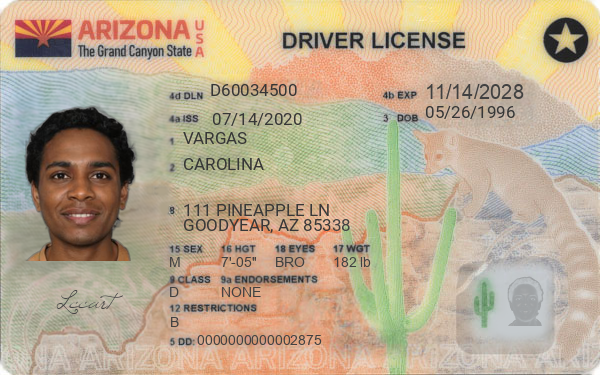 ARIZONA USA
The Grand Canyon State
DRIVER LICENSE
4d DLN D60034500
4b EXP 11/14/2028
4a ISS 07/14/2020
3 DOB 05/26/1996
1 VARGAS
2 CAROLINA
8 111 PINEAPPLE LN
GOODYEAR, AZ 85338
15 SEX 16 HGT 18 EYES 17 WGT
M 7'-05" BRO 182 lb
9 CLASS 9a ENDORSEMENTS
D NONE
12 RESTRICTIONS
B
5 DD: 0000000000002875
ARIZONA ARIZONA ARIZONA ARIZONA